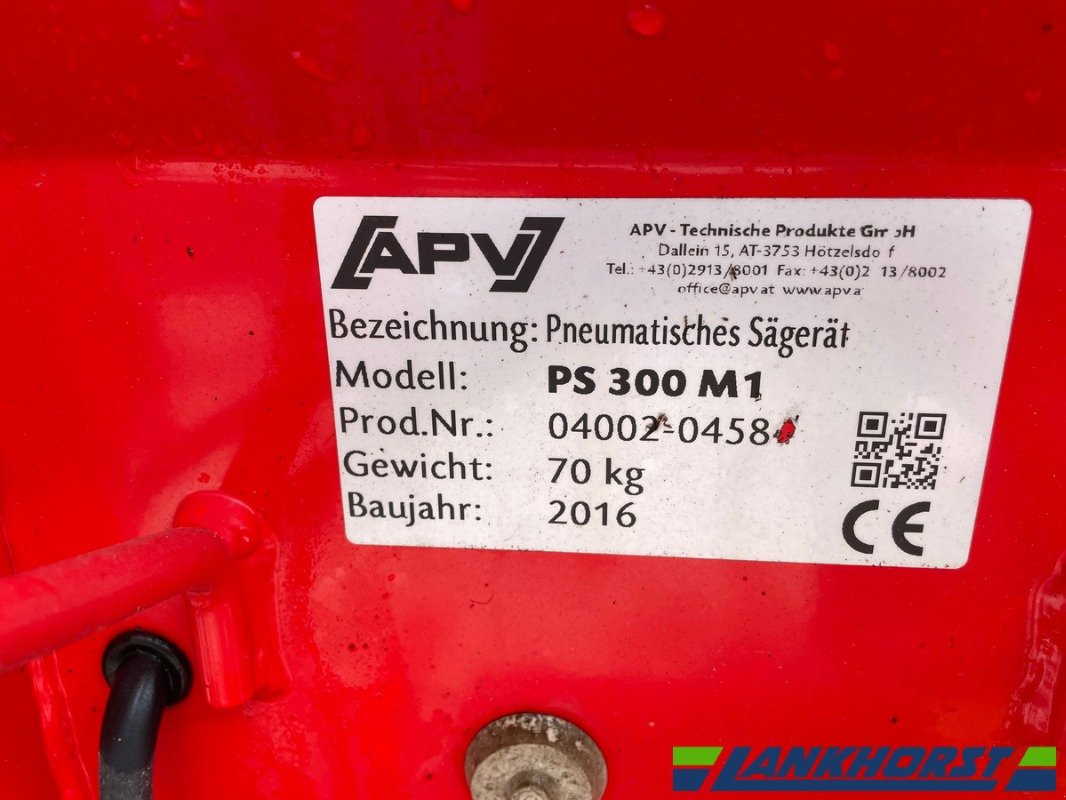 APV
APV - Technische Produkte GmbH
Dallein 15, AT-3753 Hötzelsdo f
Tel.: +43(0)2913/8001 Fax: +43(0)2 13/8002
office@apv.at www.apv.a
Bezeichnung: Pneumatisches Sägerät
Modell: PS 300 M1
Prod.Nr.: 04002-0458
Gewicht: 70 kg
Baujahr: 2016
CE
LANKHORST